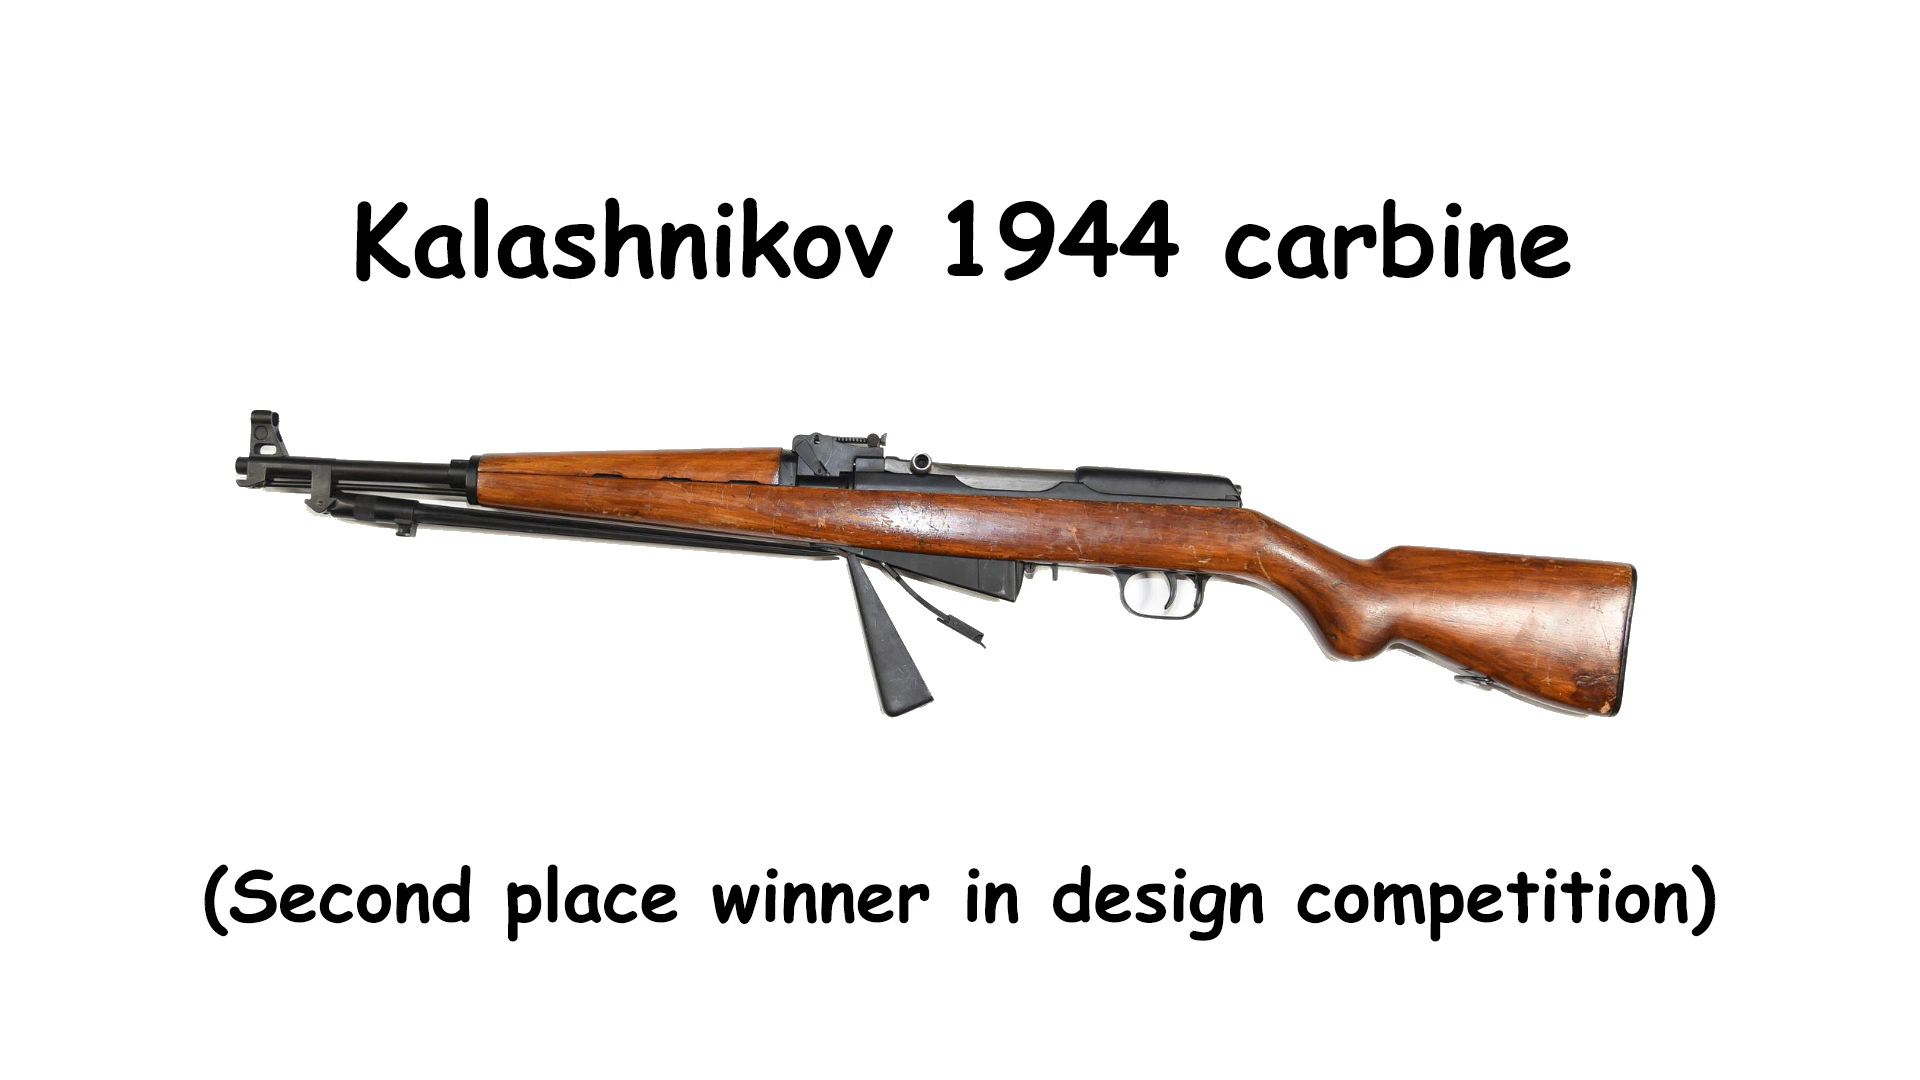 Kalashnikov 1944 carbine
(Second place winner in design competition)